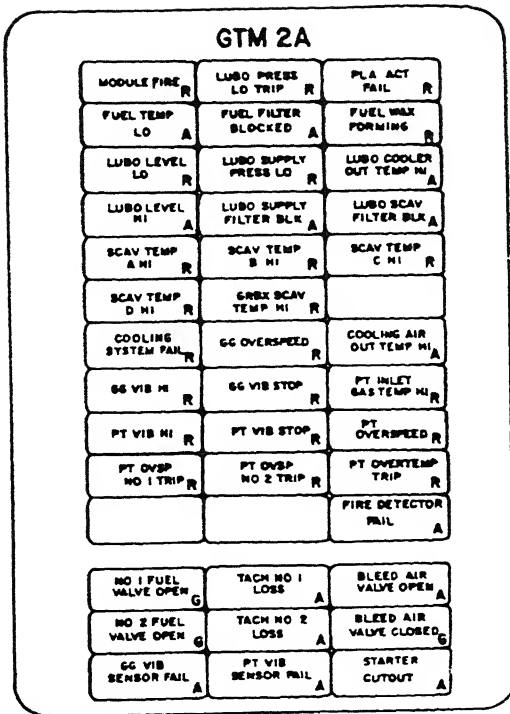 GTM 2A
MODULE FIRE R
LUBO PRESS
LO TRIP R
PLA ACT
FAIL R
FUEL TEMP
LO A
FUEL FILTER
BLOCKED A
FUEL WAX
FORMING R
LUBO LEVEL
LO R
LUBO SUPPLY
PRESS LO R
LUBO COOLER
OUT TEMP HI A
LUBO LEVEL
HI A
LUBO SUPPLY
FILTER BLK A
LUBO SCAV
FILTER BLK A
SCAV TEMP
A HI R
SCAV TEMP
B HI R
SCAV TEMP
C HI R
SCAV TEMP
D HI R
GRBX SCAV
TEMP HI R
COOLING
SYSTEM FAIL R
GG OVERSPEED R
COOLING AIR
OUT TEMP HI A
GG VIB HI R
GG VIB STOP R
PT INLET
GAS TEMP HI R
PT VIB HI R
PT VIB STOP R
PT
OVERSPEED R
PT OVSP
NO 1 TRIP R
PT OVSP
NO 2 TRIP R
PT OVERTEMP
TRIP R
FIRE DETECTOR
FAIL A
NO 1 FUEL
VALVE OPEN G
TACH NO 1
LOSS A
BLEED AIR
VALVE OPEN A
NO 2 FUEL
VALVE OPEN G
TACH NO 2
LOSS A
BLEED AIR
VALVE CLOSED G
GG VIB
SENSOR FAIL A
PT VIB
SENSOR FAIL A
STARTER
CUTOUT A